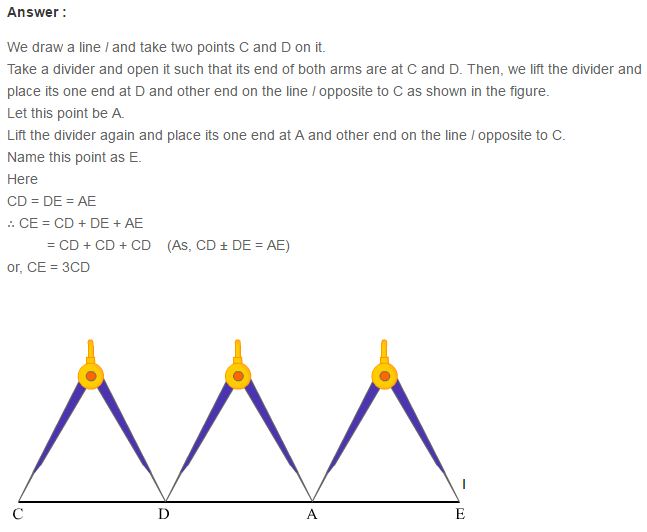 Answer :
We draw a line l and take two points C and D on it.
Take a divider and open it such that its end of both arms are at C and D. Then, we lift the divider and
place its one end at D and other end on the line l opposite to C as shown in the figure.
Let this point be A.
Lift the divider again and place its one end at A and other end on the line l opposite to C.
Name this point as E.
Here
CD = DE = AE
∴ CE = CD + DE + AE
= CD + CD + CD (As, CD ± DE = AE)
or, CE = 3CD
l
C D A E